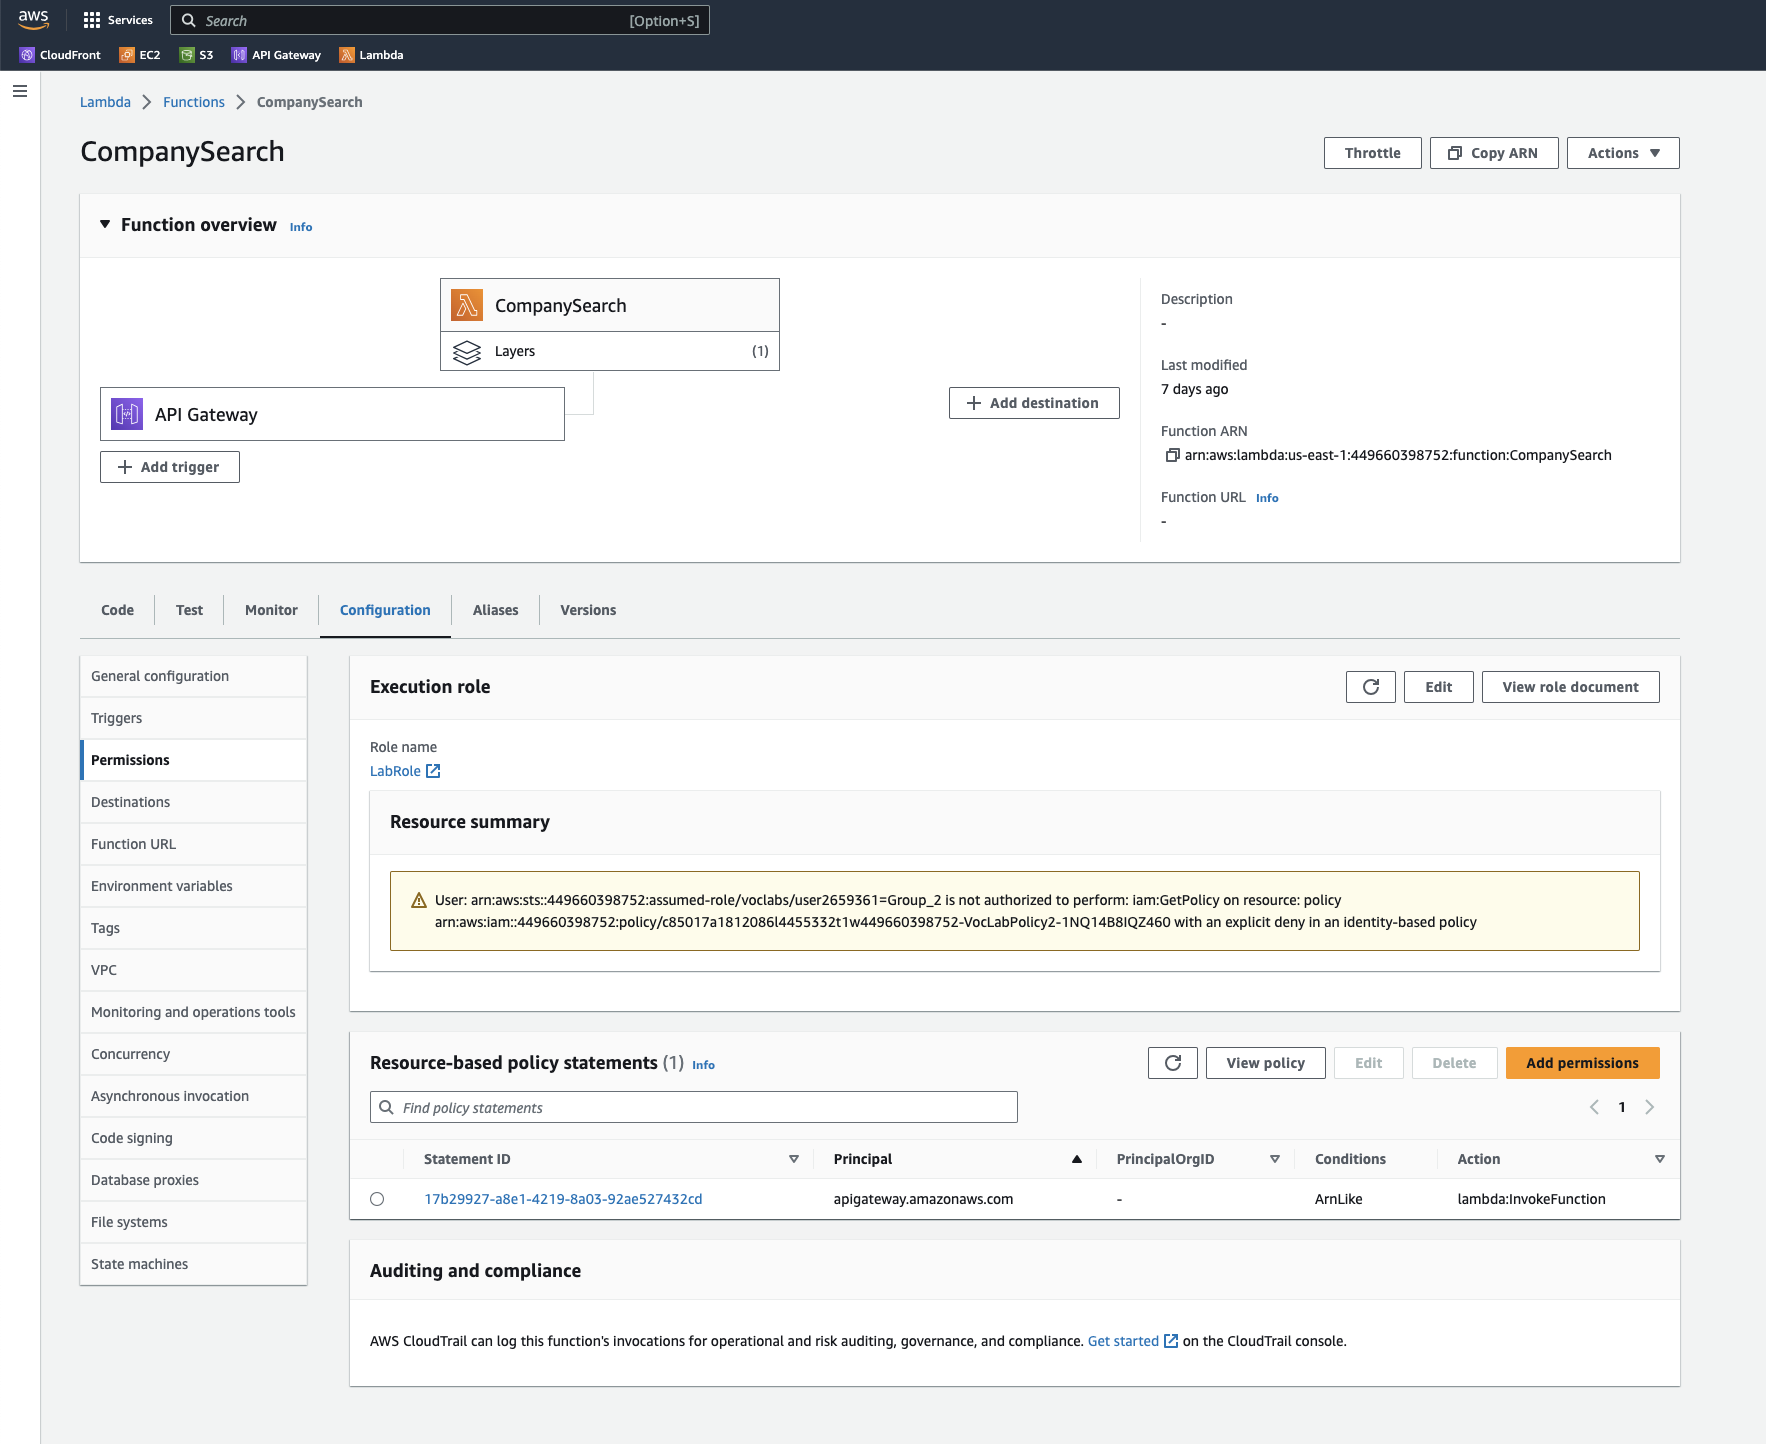 aws
Services
Search
[Option+S]
CloudFront
EC2
S3
API Gateway
Lambda
Lambda
Functions
CompanySearch
CompanySearch
Throttle
Copy ARN
Actions
Function overview
Info
CompanySearch
Layers
(1)
API Gateway
Add trigger
Add destination
Description
-
Last modified
7 days ago
Function ARN
arn:aws:lambda:us-east-1:449660398752:function:CompanySearch
Function URL Info
-
Code
Test
Monitor
Configuration
Aliases
Versions
General configuration
Triggers
Permissions
Destinations
Function URL
Environment variables
Tags
VPC
Monitoring and operations tools
Concurrency
Asynchronous invocation
Code signing
Database proxies
File systems
State machines
Execution role
Edit
View role document
Role name
LabRole
Resource summary
User: arn:aws:sts::449660398752:assumed-role/voclabs/user2659361=Group_2 is not authorized to perform: iam:GetPolicy on resource: policy
arn:aws:iam::449660398752:policy/c85017a1812086l4455332t1w449660398752-VocLabPolicy2-1NQ14B8IQZ460 with an explicit deny in an identity-based policy
Resource-based policy statements (1) Info
View policy
Edit
Delete
Add permissions
Find policy statements
1
Statement ID
Principal
PrincipalOrgID
Conditions
Action
17b29927-a8e1-4219-8a03-92ae527432cd
apigateway.amazonaws.com
-
ArnLike
lambda:InvokeFunction
Auditing and compliance
AWS CloudTrail can log this function's invocations for operational and risk auditing, governance, and compliance. Get started on the CloudTrail console.